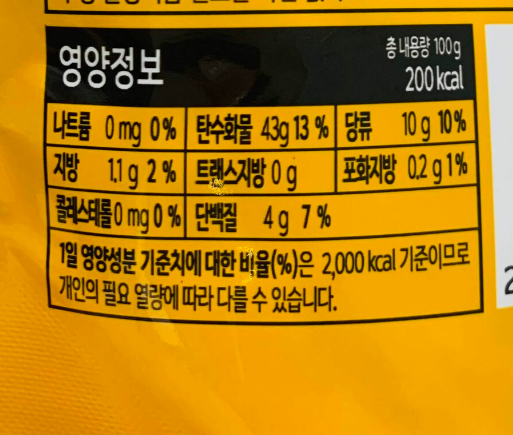 영양정보
총 내용량 100g
200 kcal
나트륨 0 mg 0% 탄수화물 43g 13 % 당류 10 g 10%
지방 1.1 g 2 % 트랜스지방 0 g 포화지방 0.2 g 1%
콜레스테롤 0 mg 0 % 단백질 4 g 7 %
1일 영양성분 기준치에 대한 비율(%)은 2,000 kcal 기준이므로
개인의 필요 열량에 따라 다를 수 있습니다.